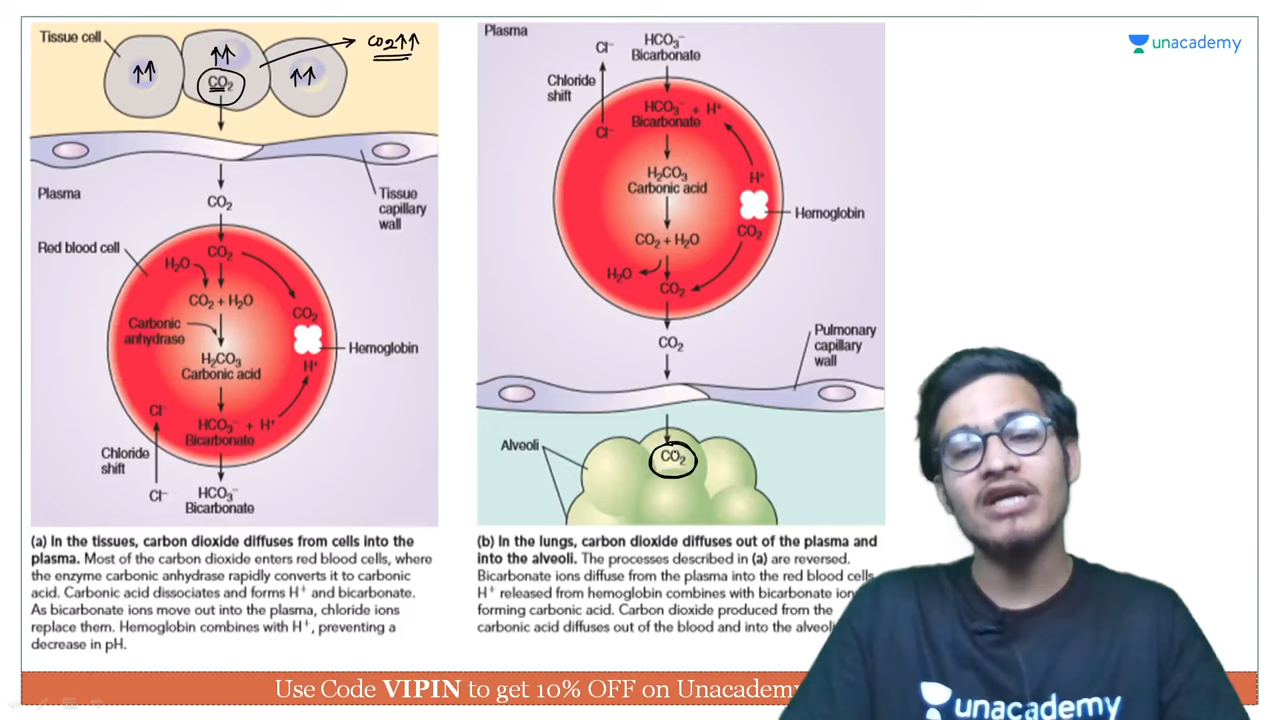 Tissue cell
CO2↑↑
↑↑
↑↑
↑↑
CO2
Plasma
CO2
Tissue
capillary
wall
Red blood cell
CO2
H2O
CO2 + H2O
CO2
Carbonic
anhydrase
Hemoglobin
H2CO3
Carbonic acid
H+
Cl−
HCO3− + H+
Bicarbonate
Chloride
shift
Cl−
HCO3−
Bicarbonate
(a) In the tissues, carbon dioxide diffuses from cells into the
plasma. Most of the carbon dioxide enters red blood cells, where
the enzyme carbonic anhydrase rapidly converts it to carbonic
acid. Carbonic acid dissociates and forms H+ and bicarbonate.
As bicarbonate ions move out into the plasma, chloride ions
replace them. Hemoglobin combines with H+, preventing a
decrease in pH.
Plasma
Cl−
HCO3−
Bicarbonate
Chloride
shift
HCO3− + H+
Bicarbonate
Cl−
H2CO3
Carbonic acid
H+
Hemoglobin
CO2
CO2 + H2O
H2O
CO2
CO2
Pulmonary
capillary
wall
Alveoli
CO2
(b) In the lungs, carbon dioxide diffuses out of the plasma and
into the alveoli. The processes described in (a) are reversed.
Bicarbonate ions diffuse from the plasma into the red blood cells
H+ released from hemoglobin combines with bicarbonate ion
forming carbonic acid. Carbon dioxide produced from the
carbonic acid diffuses out of the blood and into the alveoli
unacademy
unacademy
Use Code VIPIN to get 10% OFF on Unacademy